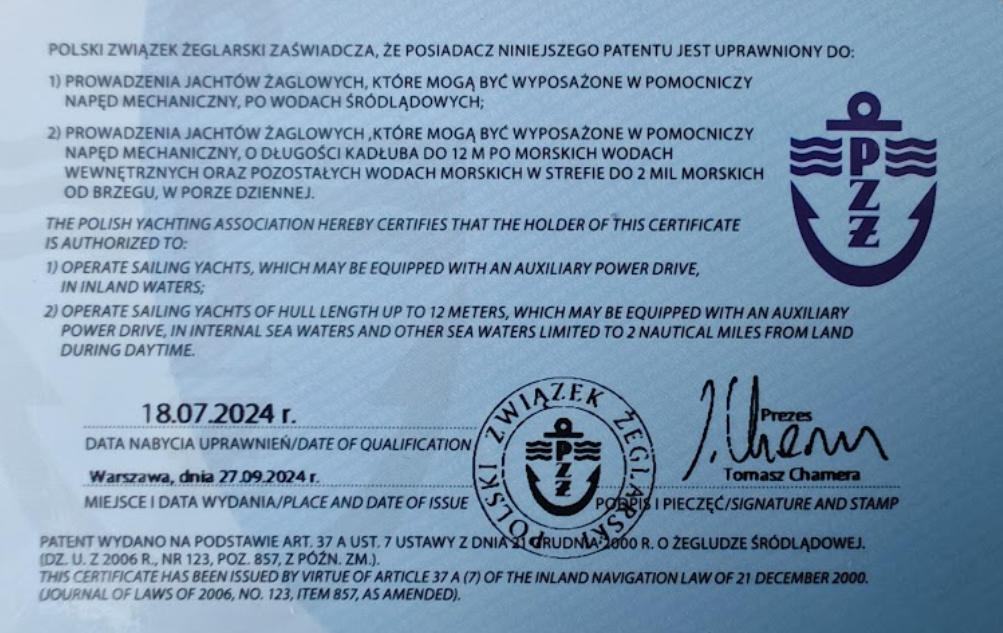 POLSKI ZWIĄZEK ŻEGLARSKI ZAŚWIADCZA, ŻE POSIADACZ NINIEJSZEGO PATENTU JEST UPRAWNIONY DO:
1) PROWADZENIA JACHTÓW ŻAGLOWYCH, KTÓRE MOGĄ BYĆ WYPOSAŻONE W POMOCNICZY
NAPĘD MECHANICZNY, PO WODACH ŚRÓDLĄDOWYCH;
2) PROWADZENIA JACHTÓW ŻAGLOWYCH ,KTÓRE MOGĄ BYĆ WYPOSAŻONE W POMOCNICZY
NAPĘD MECHANICZNY, O DŁUGOŚCI KADŁUBA DO 12 M PO MORSKICH WODACH
WEWNĘTRZNYCH ORAZ POZOSTAŁYCH WODACH MORSKICH W STREFIE DO 2 MIL MORSKICH
OD BRZEGU, W PORZE DZIENNEJ.
PZŻ
THE POLISH YACHTING ASSOCIATION HEREBY CERTIFIES THAT THE HOLDER OF THIS CERTIFICATE
IS AUTHORIZED TO:
1) OPERATE SAILING YACHTS, WHICH MAY BE EQUIPPED WITH AN AUXILIARY POWER DRIVE,
IN INLAND WATERS;
2) OPERATE SAILING YACHTS OF HULL LENGTH UP TO 12 METERS, WHICH MAY BE EQUIPPED WITH AN AUXILIARY
POWER DRIVE, IN INTERNAL SEA WATERS AND OTHER SEA WATERS LIMITED TO 2 NAUTICAL MILES FROM LAND
DURING DAYTIME.
18.07.2024 r.
DATA NABYCIA UPRAWNIEŃ/DATE OF QUALIFICATION
Warszawa, dnia 27.09.2024 r.
MIEJSCE I DATA WYDANIA/PLACE AND DATE OF ISSUE
POLSKI ZWIĄZEK ŻEGLARSKI
PZŻ
Prezes
Tomasz Chamera
PODPIS I PIECZĘĆ/SIGNATURE AND STAMP
PATENT WYDANO NA PODSTAWIE ART. 37 A UST. 7 USTAWY Z DNIA 21 GRUDNIA 2000 R. O ŻEGLUDZE ŚRÓDLĄDOWEJ.
(DZ. U. Z 2006 R., NR 123, POZ. 857, Z PÓŹN. ZM.).
THIS CERTIFICATE HAS BEEN ISSUED BY VIRTUE OF ARTICLE 37 A (7) OF THE INLAND NAVIGATION LAW OF 21 DECEMBER 2000.
(JOURNAL OF LAWS OF 2006, NO. 123, ITEM 857, AS AMENDED).